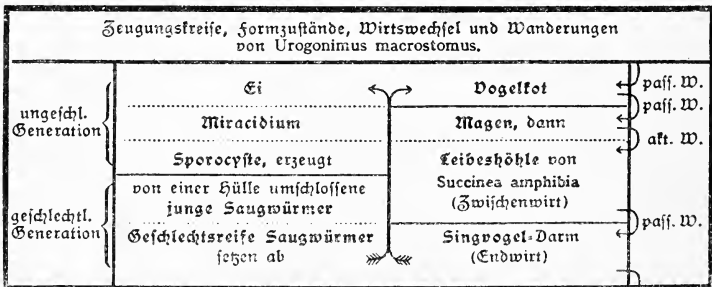 Zeugungskreise, Formzustände, Wirtswechsel und Wanderungen
von Urogonimus macrostomus.
ungeschl.
Generation
Ei
Vogelkot
pass. W.
pass. W.
Miracidium
Magen, dann
akt. W.
Sporocyste, erzeugt
Leibeshöhle von
geschlechtl.
Generation
von einer Hülle umschlossene
Succinea amphibia
junge Saugwürmer
(Zwischenwirt)
pass. W.
Geschlechtsreife Saugwürmer
Singvogel-Darm
setzen ab
(Endwirt)